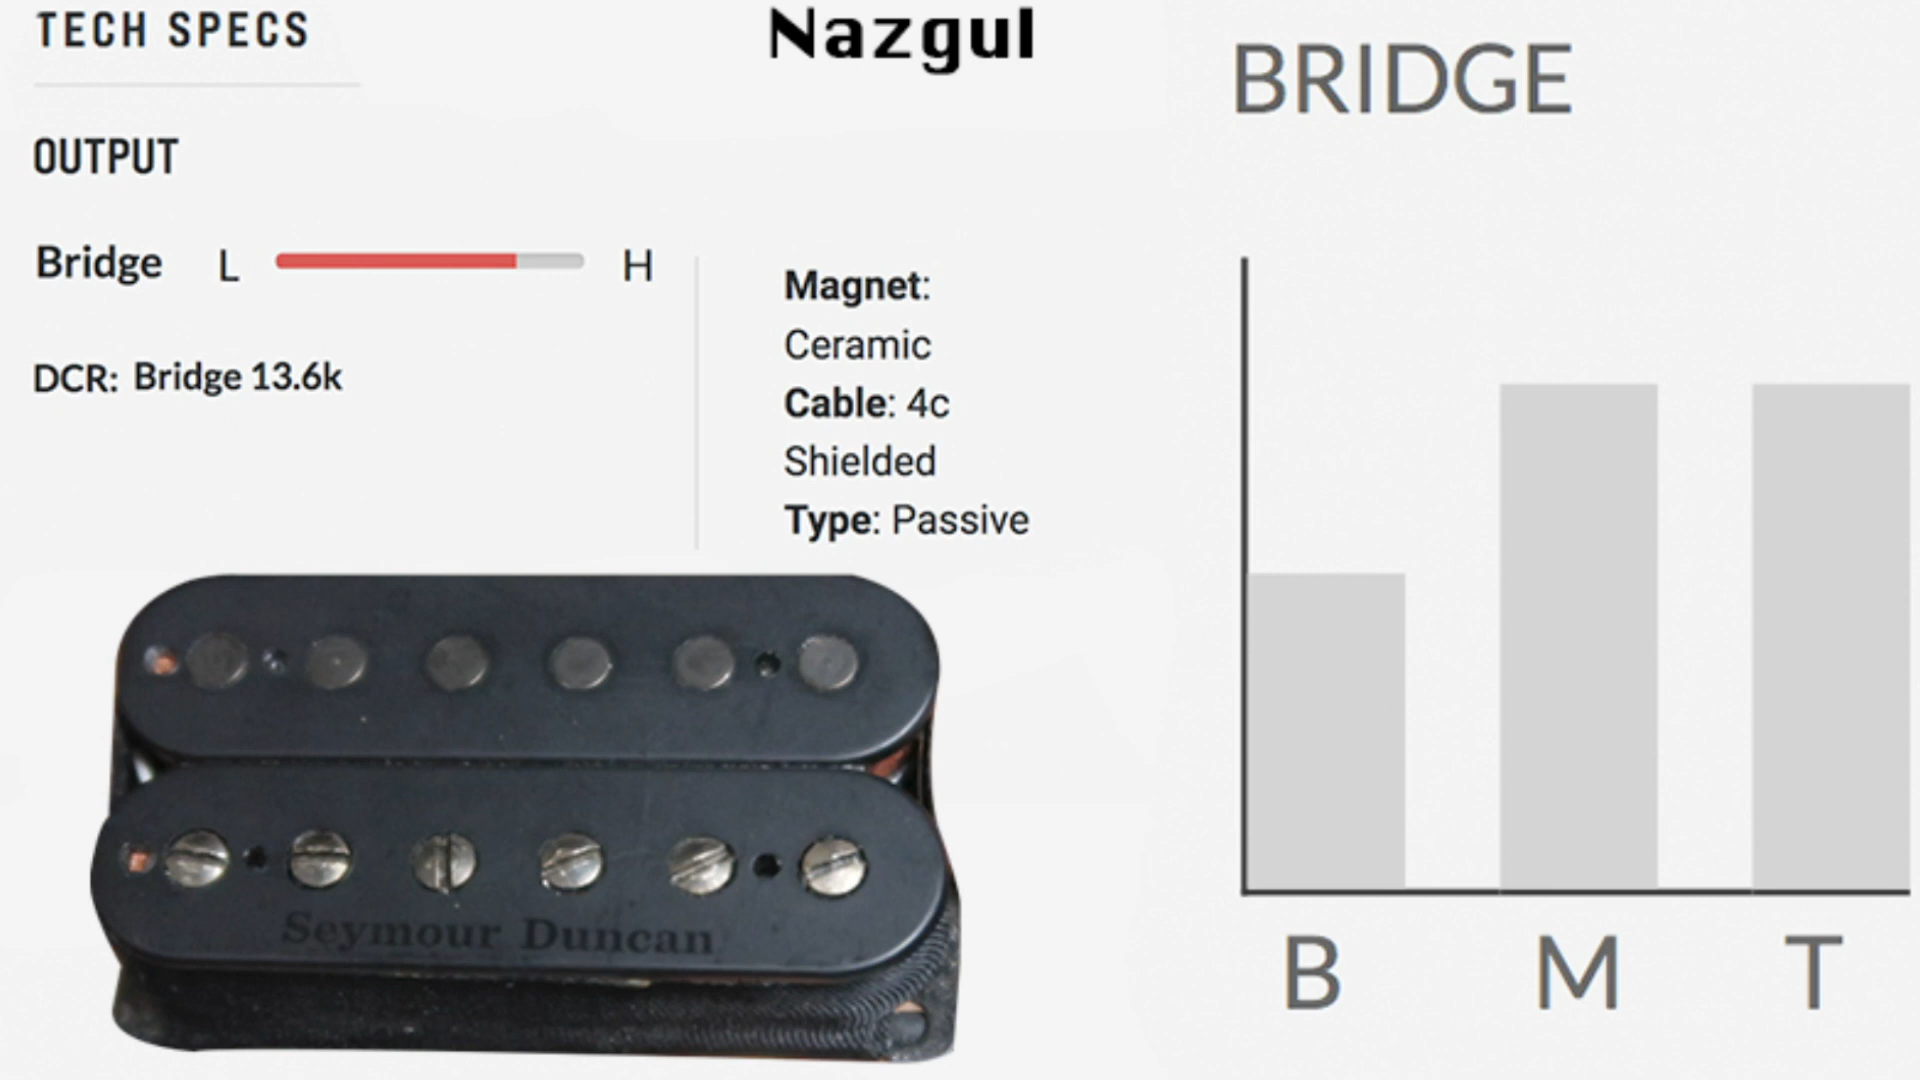 TECH SPECS
Nazgul
OUTPUT
Bridge L H
DCR: Bridge 13.6k
Magnet:
Ceramic
Cable: 4c
Shielded
Type: Passive
Seymour Duncan
BRIDGE
B M T